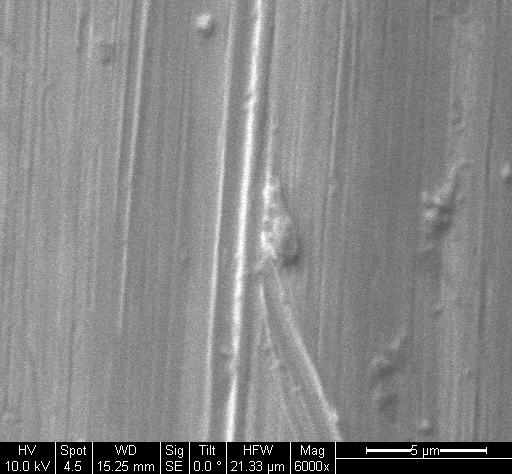 HV Spot WD Sig Tilt HFW Mag 5 µm
10.0 kV 4.5 15.25 mm SE 0.0 ° 21.33 µm 6000x